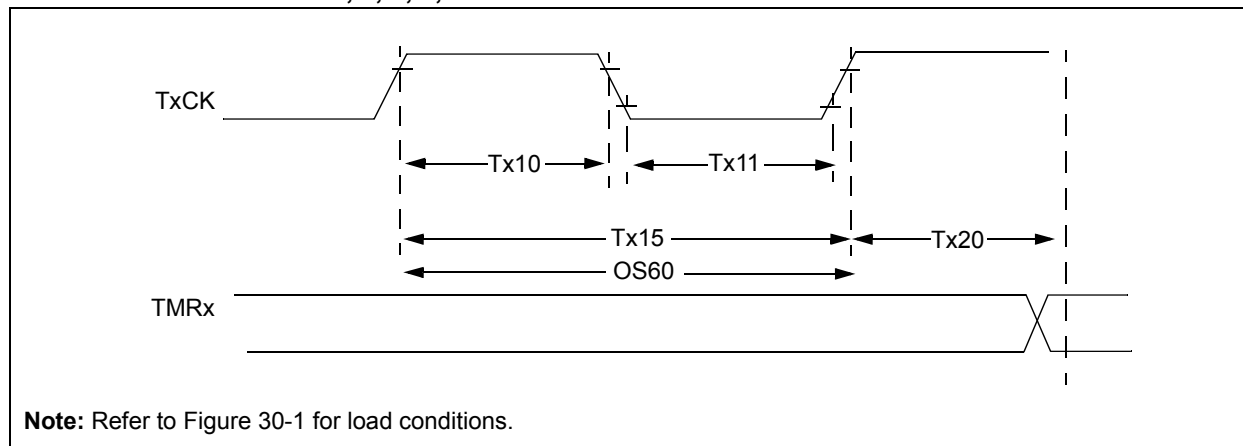 TxCK
Tx10
Tx11
Tx15
Tx20
OS60
TMRx
Note: Refer to Figure 30-1 for load conditions.